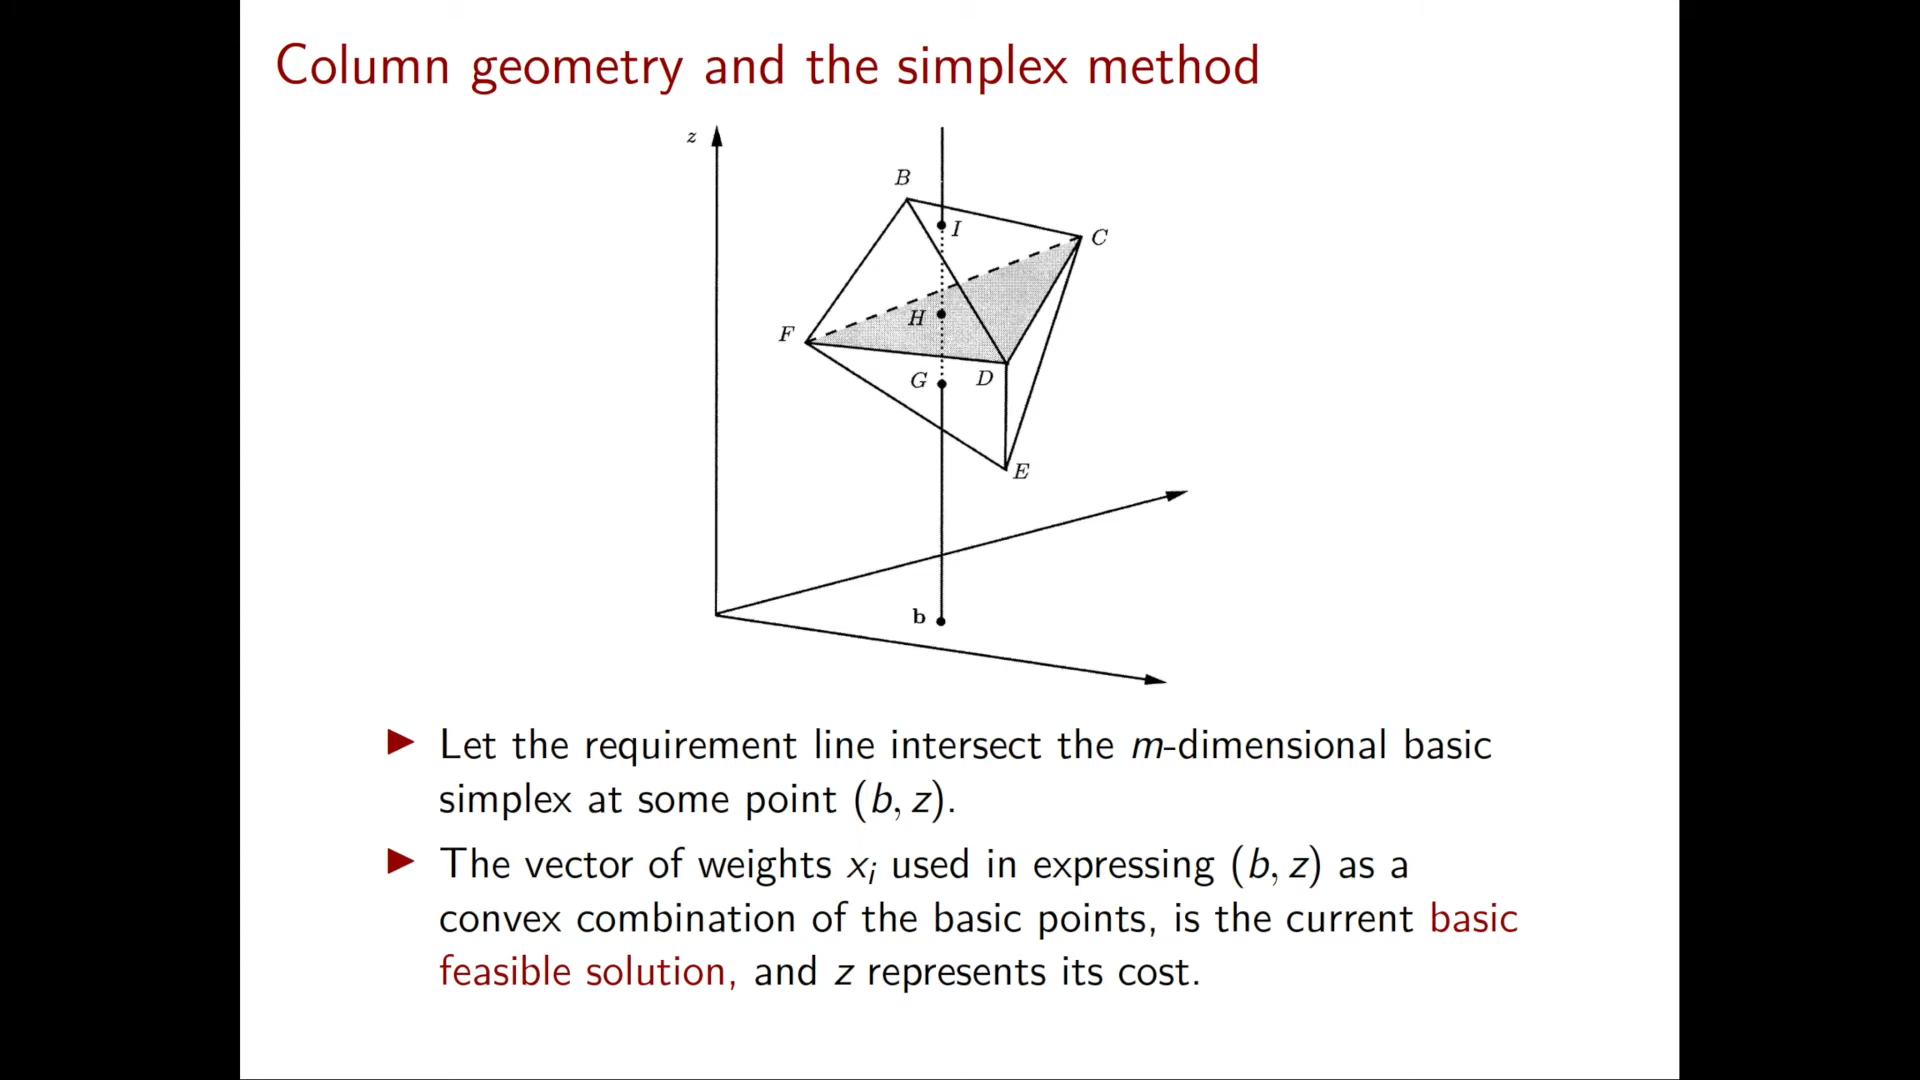 Column geometry and the simplex method
z
B
I
C
H
F
G
D
E
b
Let the requirement line intersect the m-dimensional basic
simplex at some point (b, z).
The vector of weights xᵢ used in expressing (b, z) as a
convex combination of the basic points, is the current basic
feasible solution, and z represents its cost.